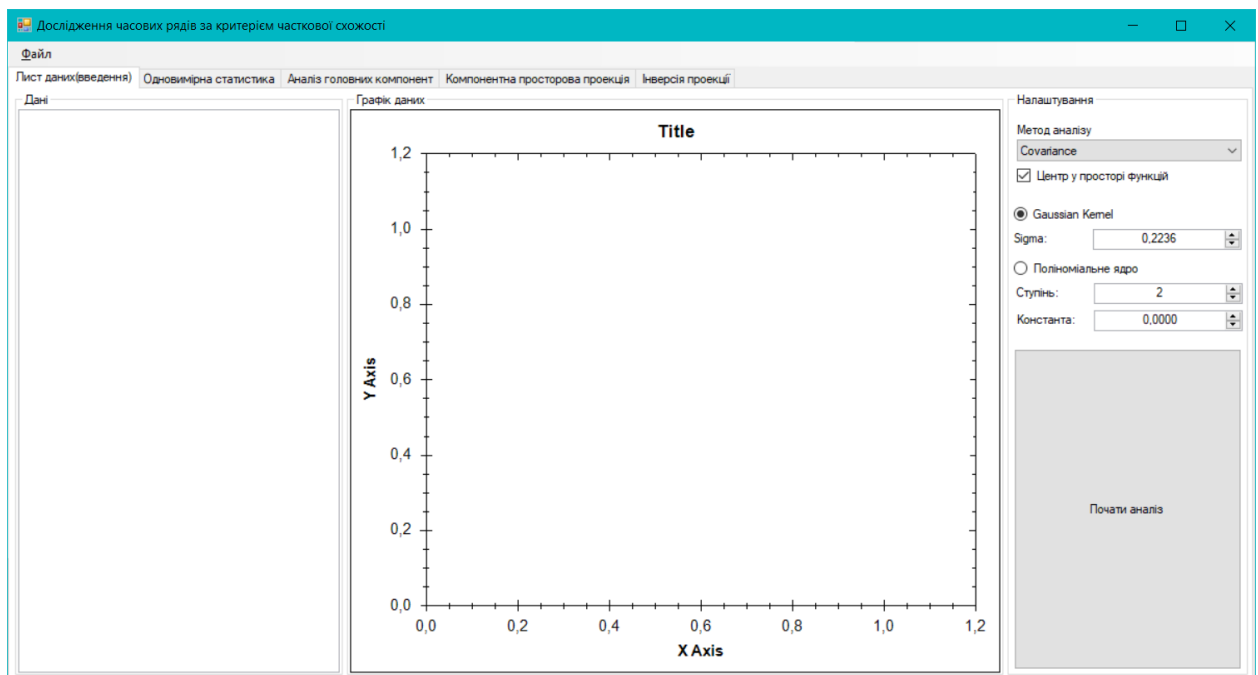 Дослідження часових рядів за критерієм часткової схожості
Файл
Лист даних(введення) Одновимірна статистика Аналіз головних компонент Компонентна просторова проекція Інверсія проекції
Дані
Графік даних
Title
1,2
1,0
0,8
0,6
0,4
0,2
0,0
Y Axis
0,0 0,2 0,4 0,6 0,8 1,0 1,2
X Axis
Налаштування
Метод аналізу
Covariance
Центр у просторі функцій
Gaussian Kernel
Sigma: 0,2236
Поліноміальне ядро
Ступінь: 2
Константа: 0,0000
Почати аналіз